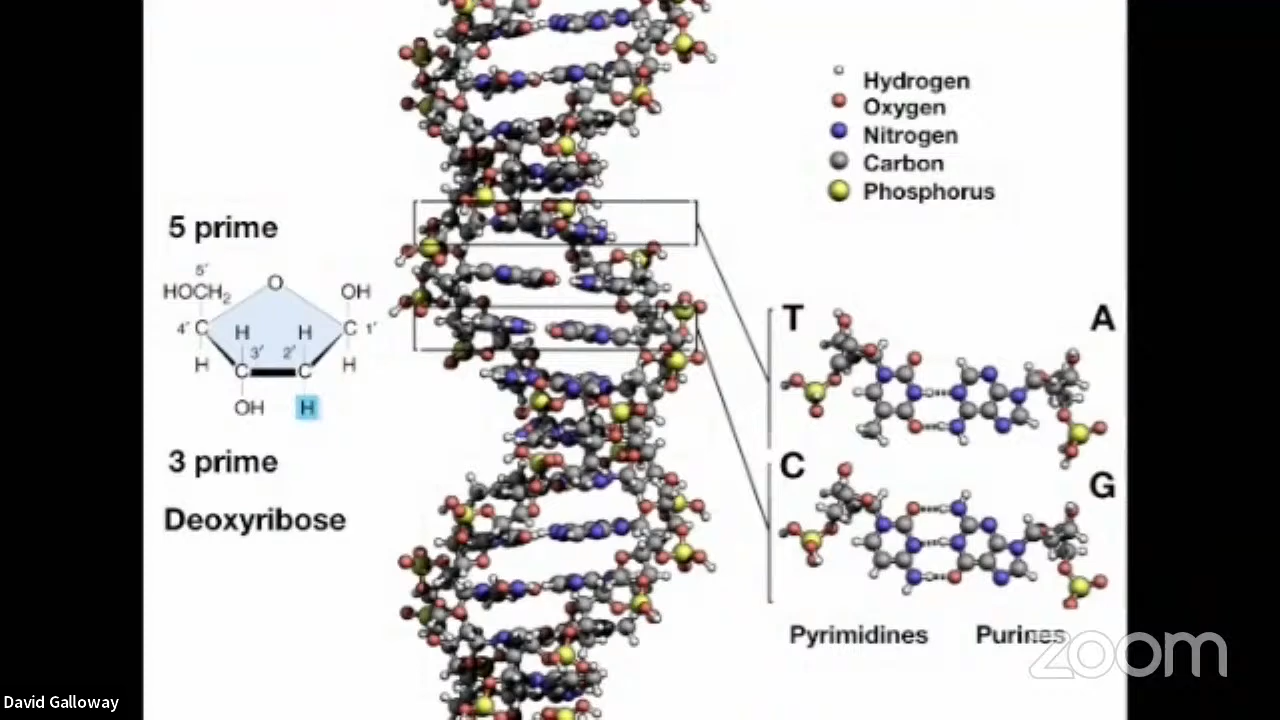 Hydrogen
Oxygen
Nitrogen
Carbon
Phosphorus
5 prime
5′
HOCH2
O
OH
4′ C
H
H
C 1′
H
3′
2′
H
C
C
OH
H
3 prime
Deoxyribose
T
A
C
G
Pyrimidines
Purines
zoom
David Galloway